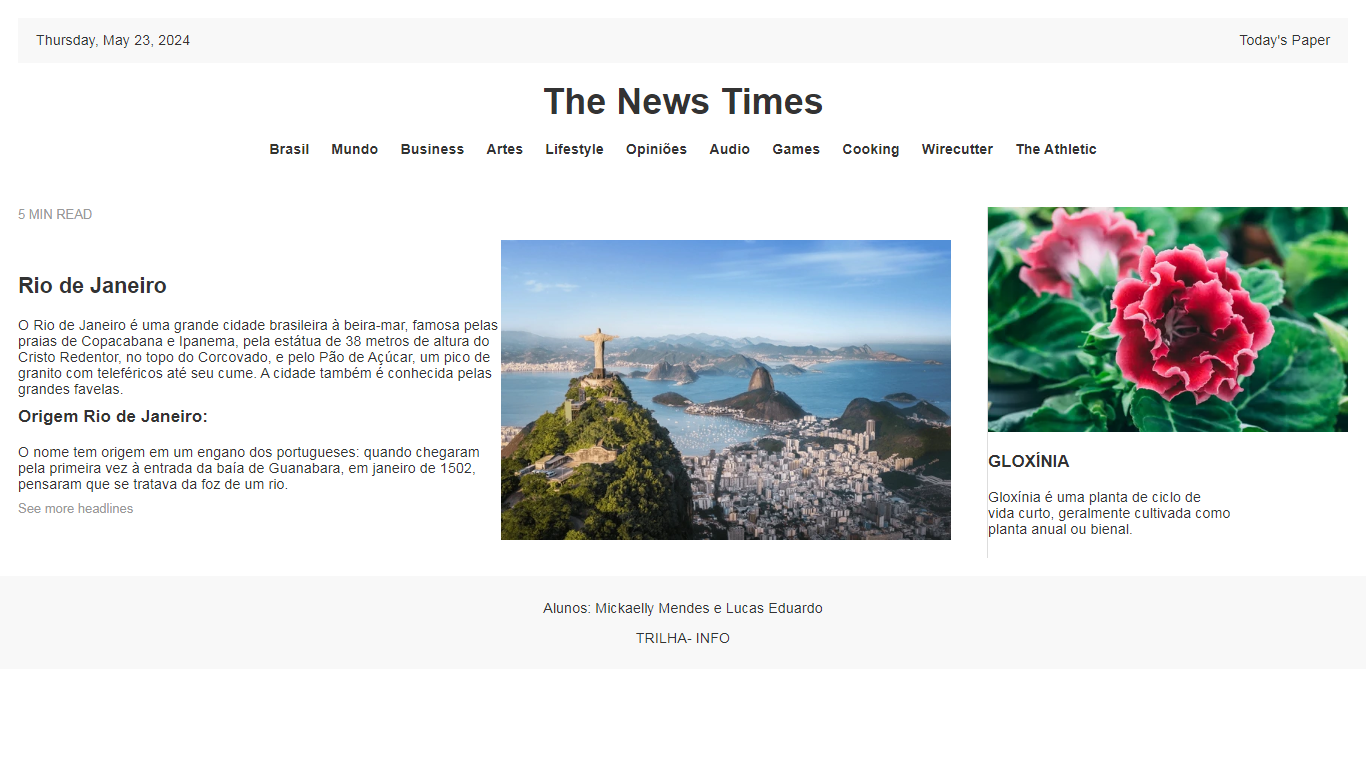 Thursday, May 23, 2024
Today's Paper
The News Times
Brasil Mundo Business Artes Lifestyle Opiniões Audio Games Cooking Wirecutter The Athletic
5 MIN READ
Rio de Janeiro
O Rio de Janeiro é uma grande cidade brasileira à beira-mar, famosa pelas
praias de Copacabana e Ipanema, pela estátua de 38 metros de altura do
Cristo Redentor, no topo do Corcovado, e pelo Pão de Açúcar, um pico de
granito com teleféricos até seu cume. A cidade também é conhecida pelas
grandes favelas.
Origem Rio de Janeiro:
O nome tem origem em um engano dos portugueses: quando chegaram
pela primeira vez à entrada da baía de Guanabara, em janeiro de 1502,
pensaram que se tratava da foz de um rio.
See more headlines
GLOXÍNIA
Gloxínia é uma planta de ciclo de
vida curto, geralmente cultivada como
planta anual ou bienal.
Alunos: Mickaelly Mendes e Lucas Eduardo
TRILHA- INFO